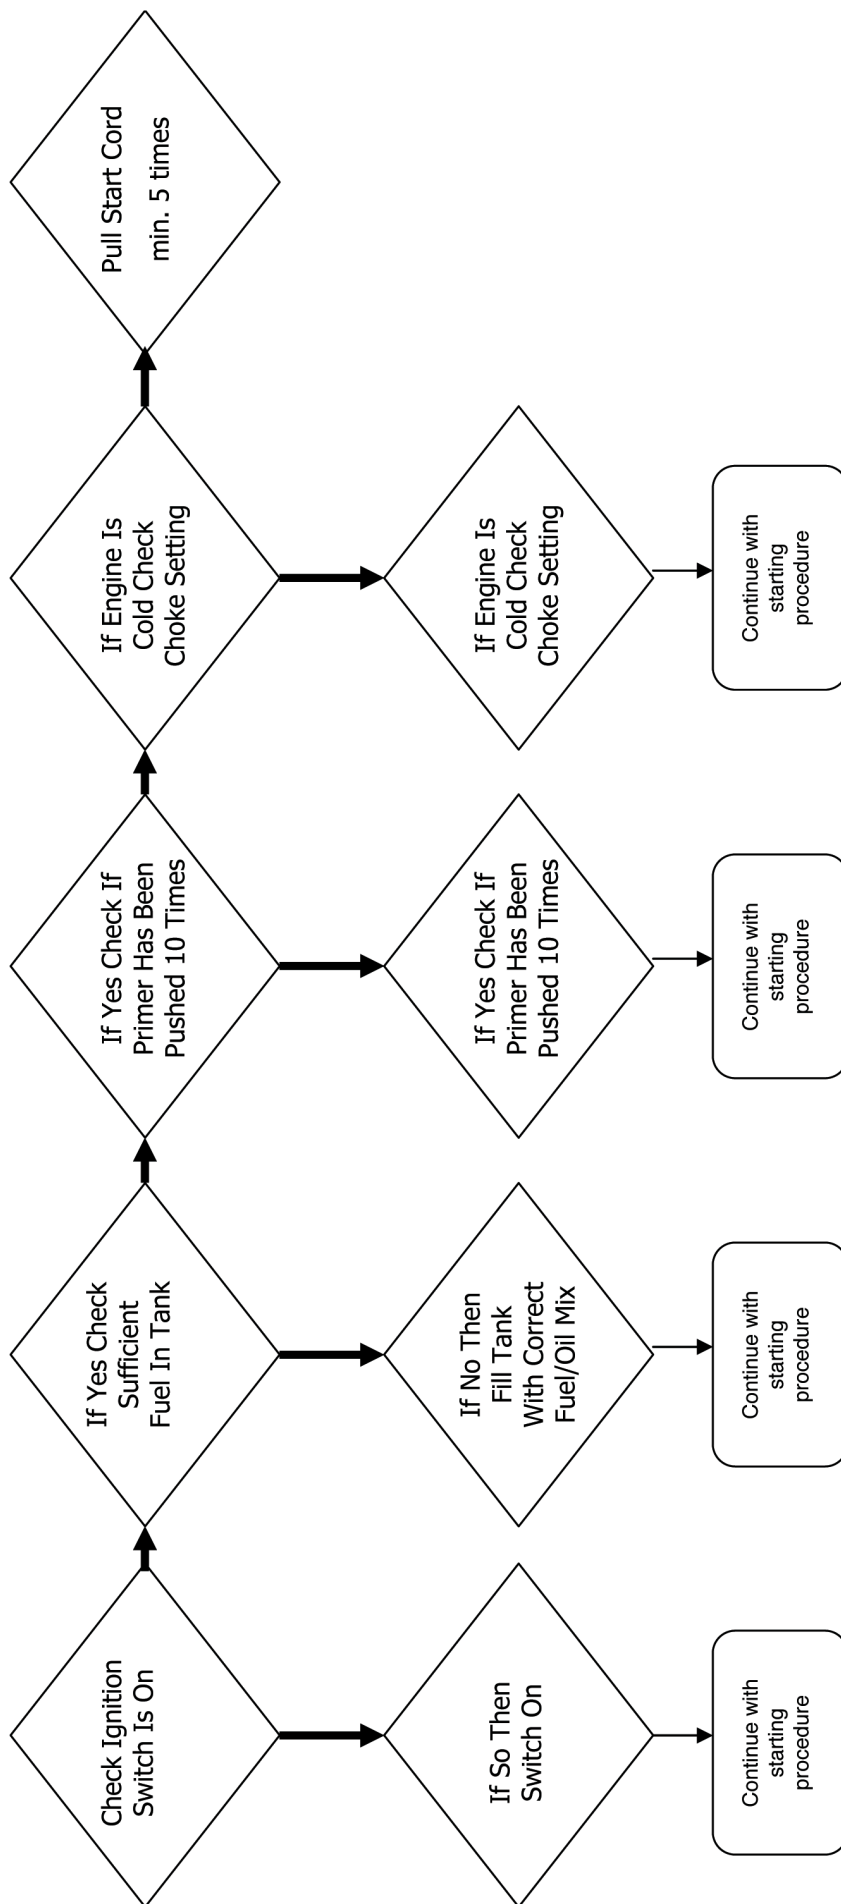 Check Ignition
Switch Is On
If Yes Check
Sufficient
Fuel In Tank
If Yes Check If
Primer Has Been
Pushed 10 Times
If Engine Is
Cold Check
Choke Setting
Pull Start Cord
min. 5 times
If So Then
Switch On
If No Then
Fill Tank
With Correct
Fuel/Oil Mix
If Yes Check If
Primer Has Been
Pushed 10 Times
If Engine Is
Cold Check
Choke Setting
Continue with
starting
procedure
Continue with
starting
procedure
Continue with
starting
procedure
Continue with
starting
procedure